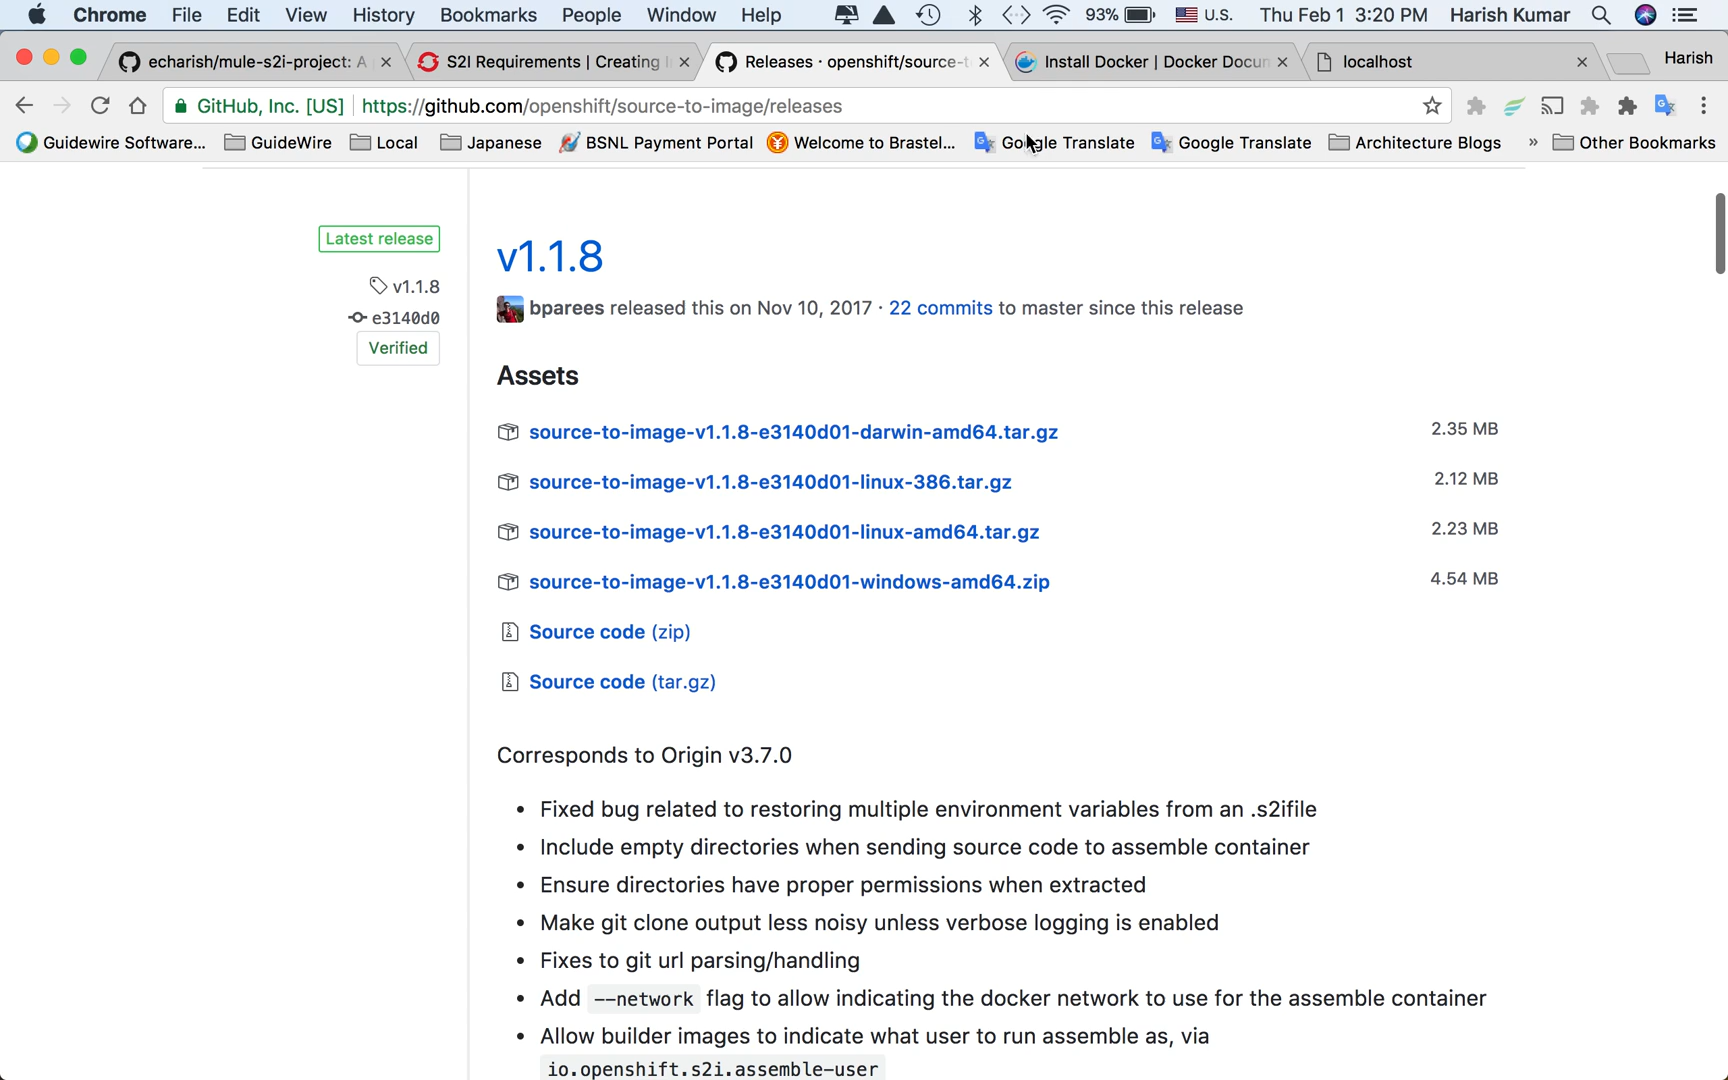 Chrome File Edit View History Bookmarks People Window Help 93% U.S. Thu Feb 1 3:20 PM Harish Kumar
echarish/mule-s2i-project: A S2I Requirements | Creating Releases · openshift/source-t Install Docker | Docker Docum localhost Harish
GitHub, Inc. [US] https://github.com/openshift/source-to-image/releases
Guidewire Software... GuideWire Local Japanese BSNL Payment Portal Welcome to Brastel... Google Translate Google Translate Architecture Blogs » Other Bookmarks
Latest release
v1.1.8
e3140d0
Verified
v1.1.8
bparees released this on Nov 10, 2017 · 22 commits to master since this release
Assets
source-to-image-v1.1.8-e3140d01-darwin-amd64.tar.gz 2.35 MB
source-to-image-v1.1.8-e3140d01-linux-386.tar.gz 2.12 MB
source-to-image-v1.1.8-e3140d01-linux-amd64.tar.gz 2.23 MB
source-to-image-v1.1.8-e3140d01-windows-amd64.zip 4.54 MB
Source code (zip)
Source code (tar.gz)
Corresponds to Origin v3.7.0
• Fixed bug related to restoring multiple environment variables from an .s2ifile
• Include empty directories when sending source code to assemble container
• Ensure directories have proper permissions when extracted
• Make git clone output less noisy unless verbose logging is enabled
• Fixes to git url parsing/handling
• Add --network flag to allow indicating the docker network to use for the assemble container
• Allow builder images to indicate what user to run assemble as, via
io.openshift.s2i.assemble-user